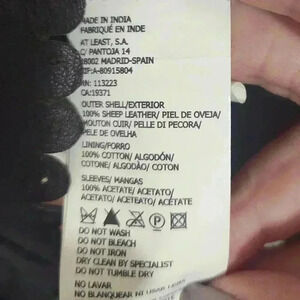 MADE IN INDIA
FABRIQUÉ EN INDE
AT LEAST, S.A.
C/ PANTOJA 14
28002 MADRID-SPAIN
CIF:A-80915804
RN: 113223
CA:19371
OUTER SHELL/EXTERIOR
100% SHEEP LEATHER/ PIEL DE OVEJA/
MOUTON CUIR/ PELLE DI PECORA/
PELE DE OVELHA
LINING/FORRO
100% COTTON/ ALGODÓN/
COTONE/ ALGODÃO/ COTON
SLEEVES/ MANGAS
100% ACETATE/ ACETATO/
ACETATO/ ACETATO/ ACÉTATE
P
DO NOT WASH
DO NOT BLEACH
DO NOT IRON
DRY CLEAN BY SPECIALIST
DO NOT TUMBLE DRY
NO LAVAR
NO BLANQUEAR NI USAR